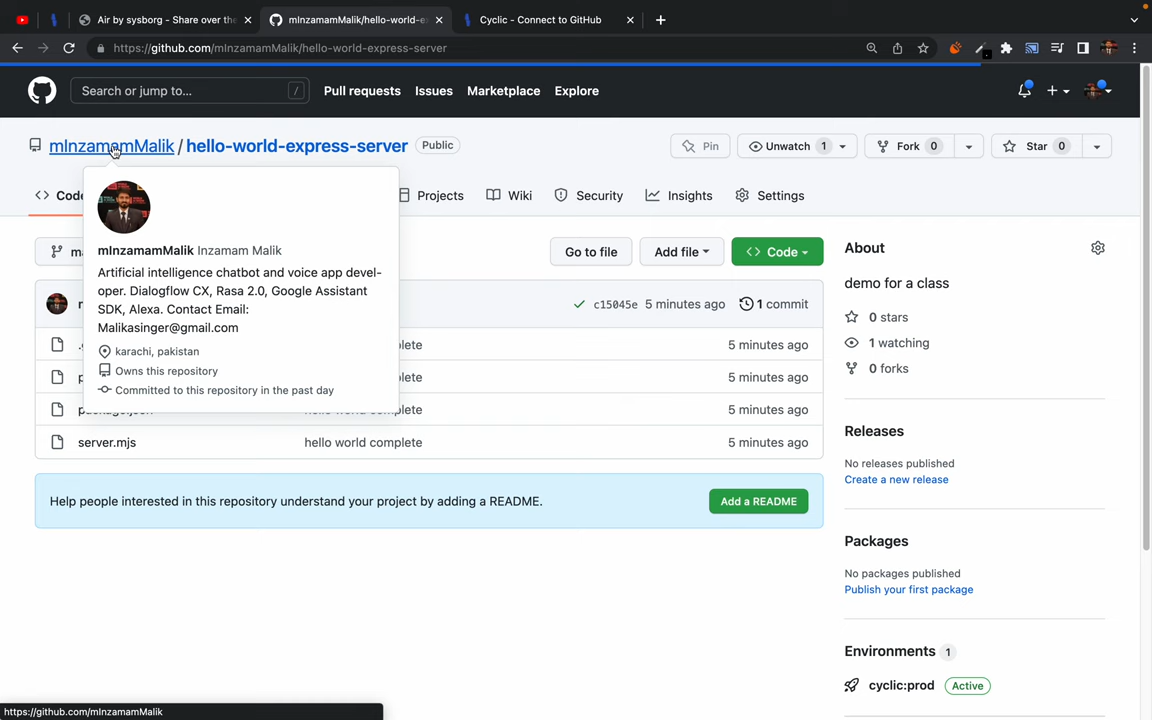 Air by sysborg - Share over the
mInzamamMalik/hello-world-e
Cyclic - Connect to GitHub
https://github.com/mInzamamMalik/hello-world-express-server
Search or jump to...
/
Pull requests
Issues
Marketplace
Explore
mInzamamMalik / hello-world-express-server
Public
Pin
Unwatch 1
Fork 0
Star 0
Code
Projects
Wiki
Security
Insights
Settings
Go to file
Add file
Code
c15045e 5 minutes ago
1 commit
5 minutes ago
5 minutes ago
package.json
hello world complete
5 minutes ago
server.mjs
hello world complete
5 minutes ago
Help people interested in this repository understand your project by adding a README.
Add a README
mInzamamMalik Inzamam Malik
Artificial intelligence chatbot and voice app devel-
oper. Dialogflow CX, Rasa 2.0, Google Assistant
SDK, Alexa. Contact Email:
Malikasinger@gmail.com
karachi, pakistan
Owns this repository
Committed to this repository in the past day
About
demo for a class
0 stars
1 watching
0 forks
Releases
No releases published
Create a new release
Packages
No packages published
Publish your first package
Environments 1
cyclic:prod
Active
https://github.com/mInzamamMalik